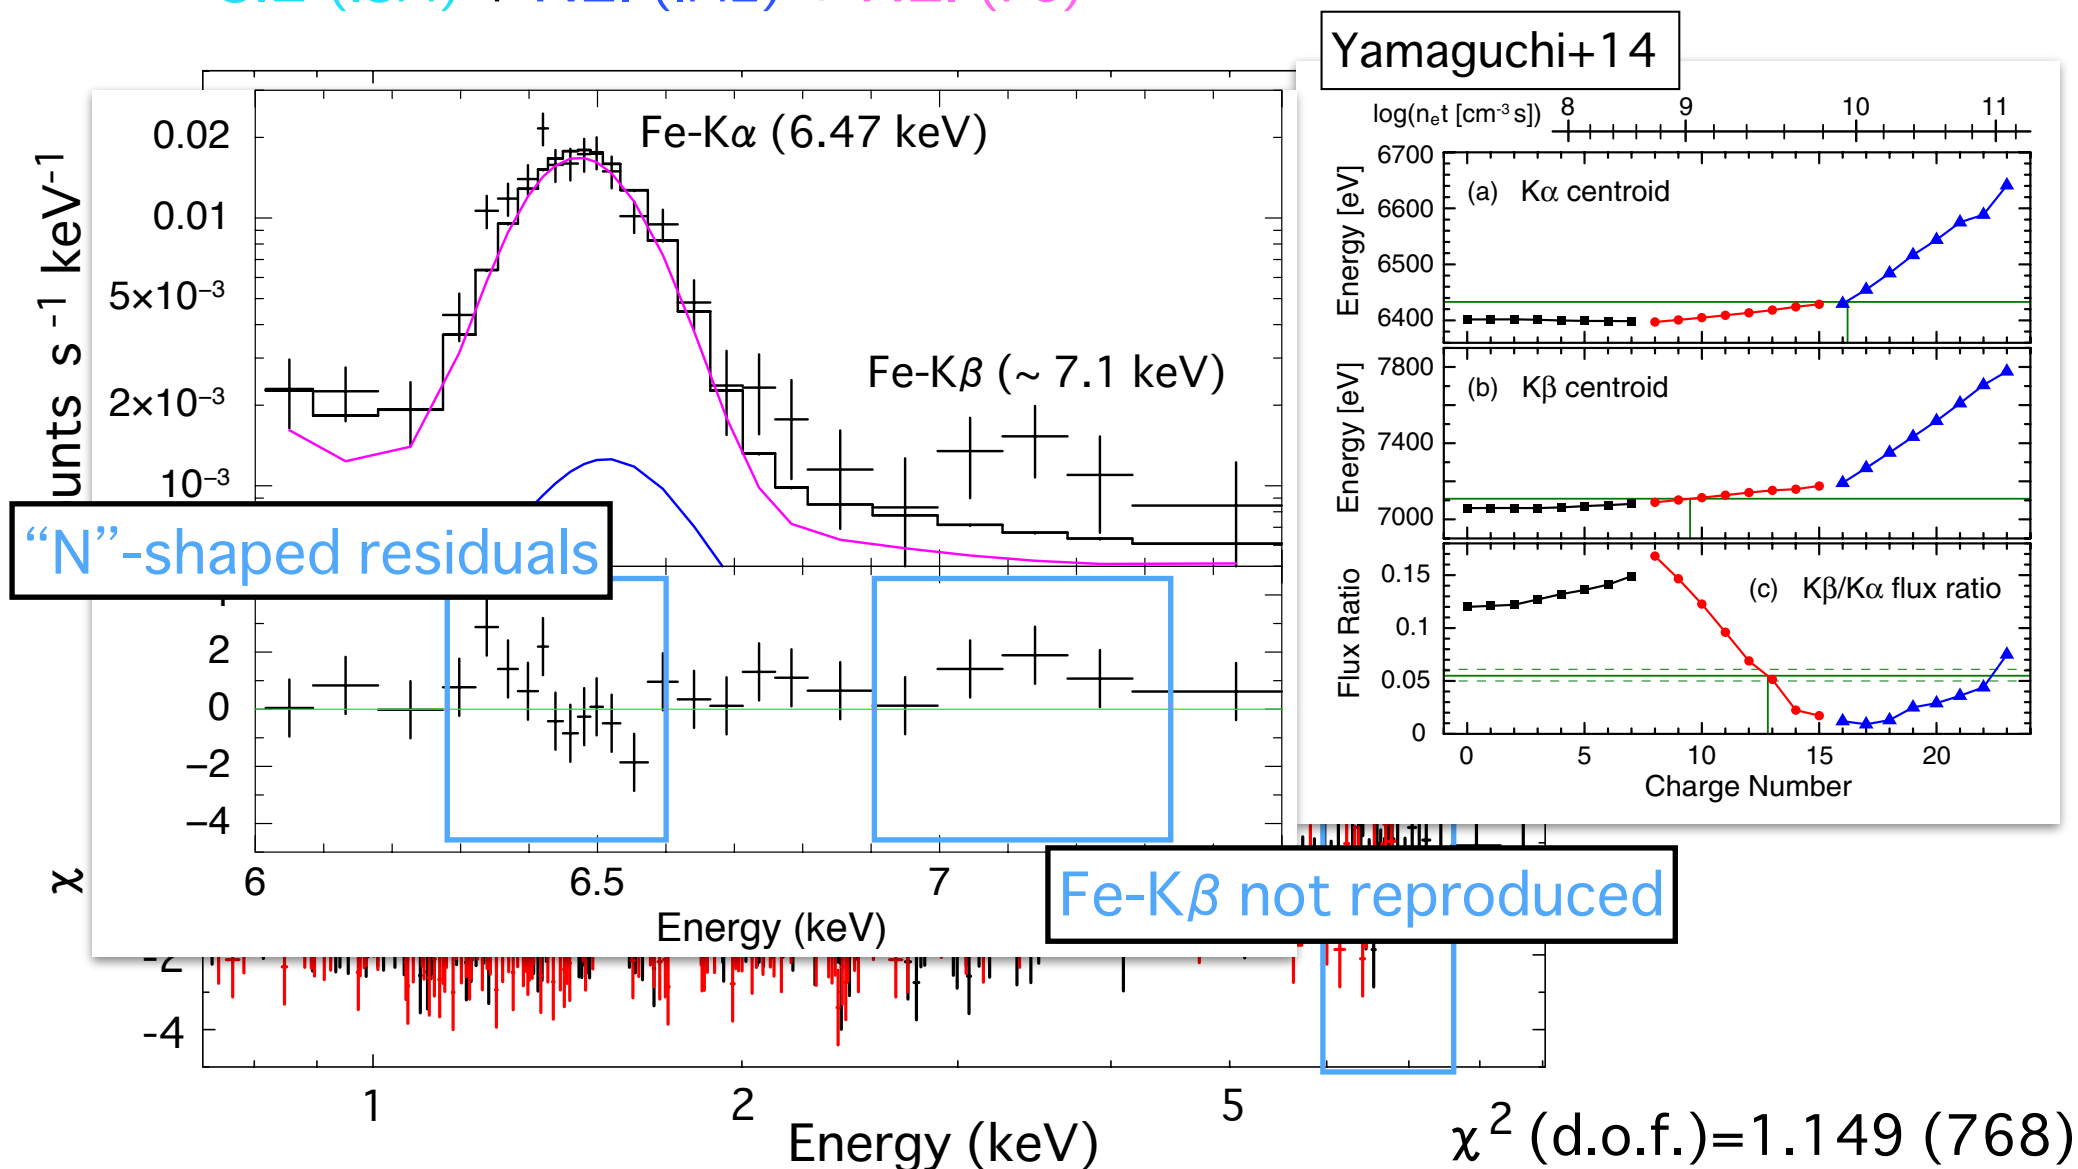 Yamaguchi+14
Fe-Kα (6.47 keV)
Fe-Kβ (~ 7.1 keV)
0.02
0.01
5×10⁻³
2×10⁻³
10⁻³
unts s⁻¹ keV⁻¹
“N”-shaped residuals
2
0
−2
−4
χ
6
6.5
7
Energy (keV)
Fe-Kβ not reproduced
log(nₑt [cm⁻³ s])
8
9
10
11
(a) Kα centroid
Energy [eV]
6700
6600
6500
6400
(b) Kβ centroid
Energy [eV]
7800
7400
7000
(c) Kβ/Kα flux ratio
Flux Ratio
0.15
0.1
0.05
0
0
5
10
15
20
Charge Number
-2
-4
1
2
5
Energy (keV)
χ² (d.o.f.)=1.149 (768)